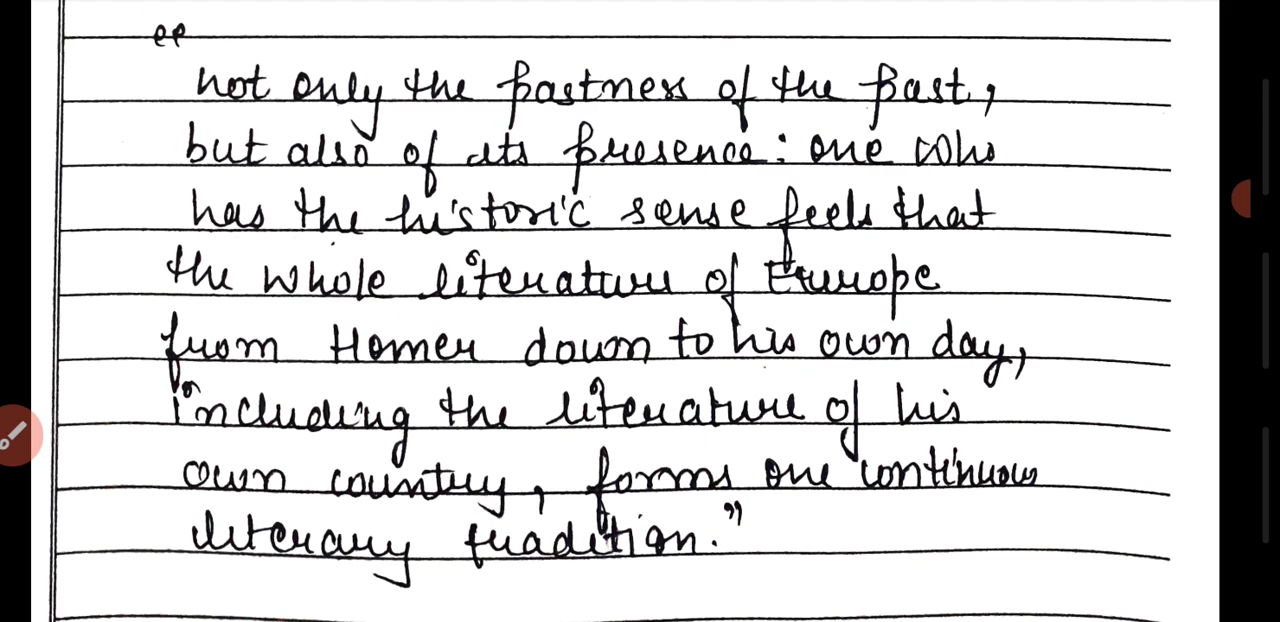 “
not only the pastness of the past,
but also of its presence: one who
has the historic sense feels that
the whole literature of Europe
from Homer down to his own day,
including the literature of his
own country, forms one continuous
literary tradition.”